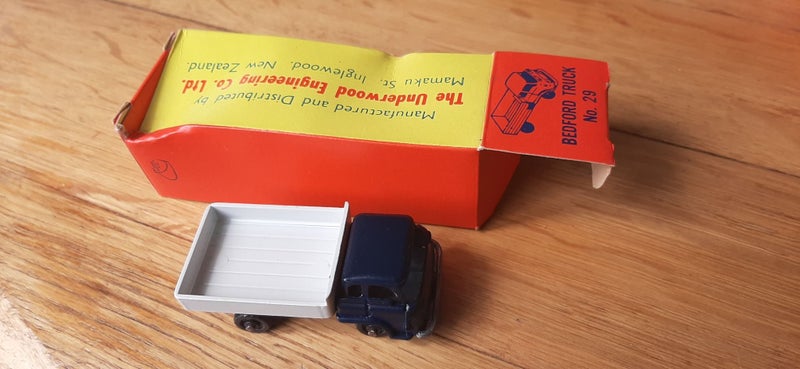 Manufactured and Distributed by
The Underwood Engineering Co. Ltd.
Mamaku St. Inglewood. New Zealand.
BEDFORD TRUCK
No. 29